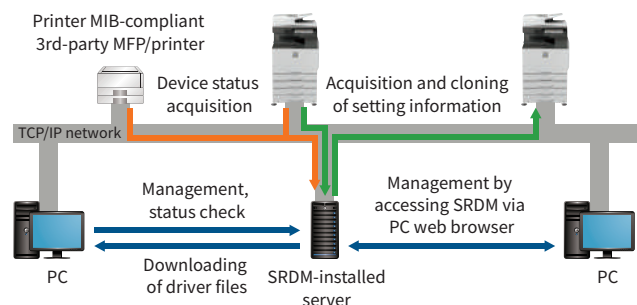 Printer MIB-compliant
3rd-party MFP/printer
Device status
acquisition
Acquisition and cloning
of setting information
TCP/IP network
Management,
status check
Management by
accessing SRDM via
PC web browser
Downloading
of driver files
PC
SRDM-installed
server
PC